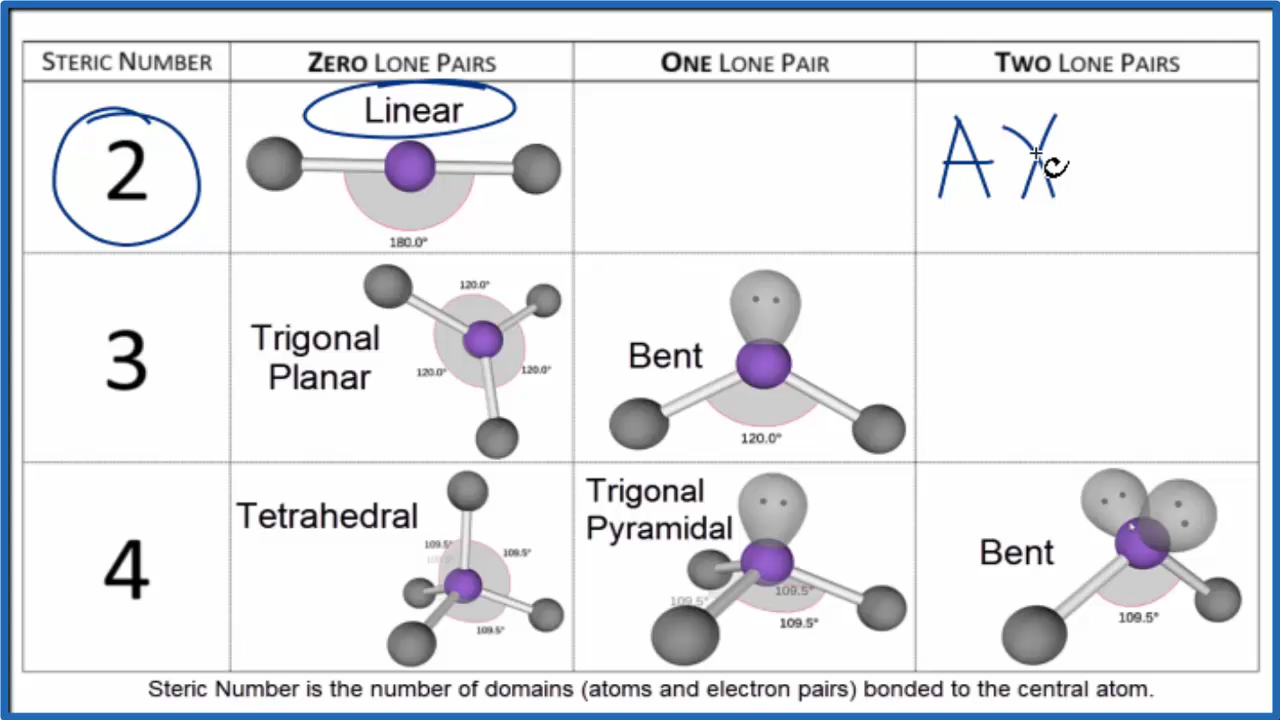 STERIC NUMBER ZERO LONE PAIRS ONE LONE PAIR TWO LONE PAIRS
2
Linear
180.0°
AX
3
Trigonal
Planar
120.0°
120.0°
120.0°
Bent
120.0°
4
Tetrahedral
109.5°
109.5°
109.5°
109.5°
Trigonal
Pyramidal
109.5°
109.5°
109.5°
Bent
109.5°
Steric Number is the number of domains (atoms and electron pairs) bonded to the central atom.